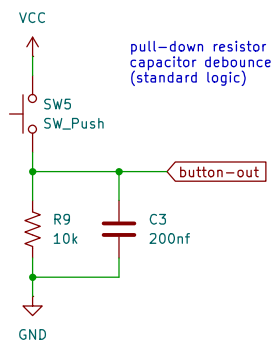 VCC
pull-down resistor
capacitor debounce
(standard logic)
SW5
SW_Push
button-out
R9
10k
C3
200nf
GND